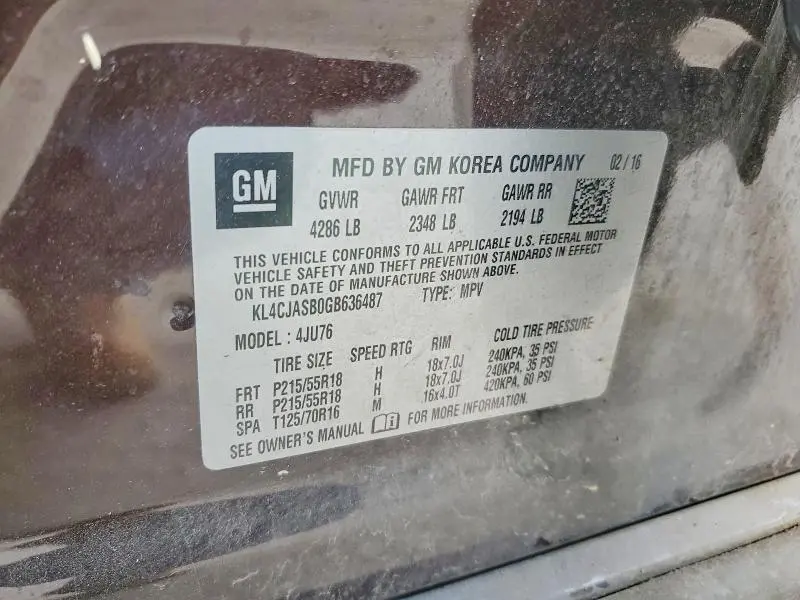 GM
MFD BY GM KOREA COMPANY 02 / 16
GVWR GAWR FRT GAWR RR
4286 LB 2348 LB 2194 LB
THIS VEHICLE CONFORMS TO ALL APPLICABLE U.S. FEDERAL MOTOR
VEHICLE SAFETY AND THEFT PREVENTION STANDARDS IN EFFECT
ON THE DATE OF MANUFACTURE SHOWN ABOVE.
KL4CJASB0GB636487 TYPE: MPV
MODEL : 4JU76
TIRE SIZE SPEED RTG RIM COLD TIRE PRESSURE
FRT P215/55R18 H 18x7.0J 240KPA, 35 PSI
RR P215/55R18 H 18x7.0J 240KPA, 35 PSI
SPA T125/70R16 M 16x4.0T 420KPA, 60 PSI
SEE OWNER'S MANUAL FOR MORE INFORMATION.